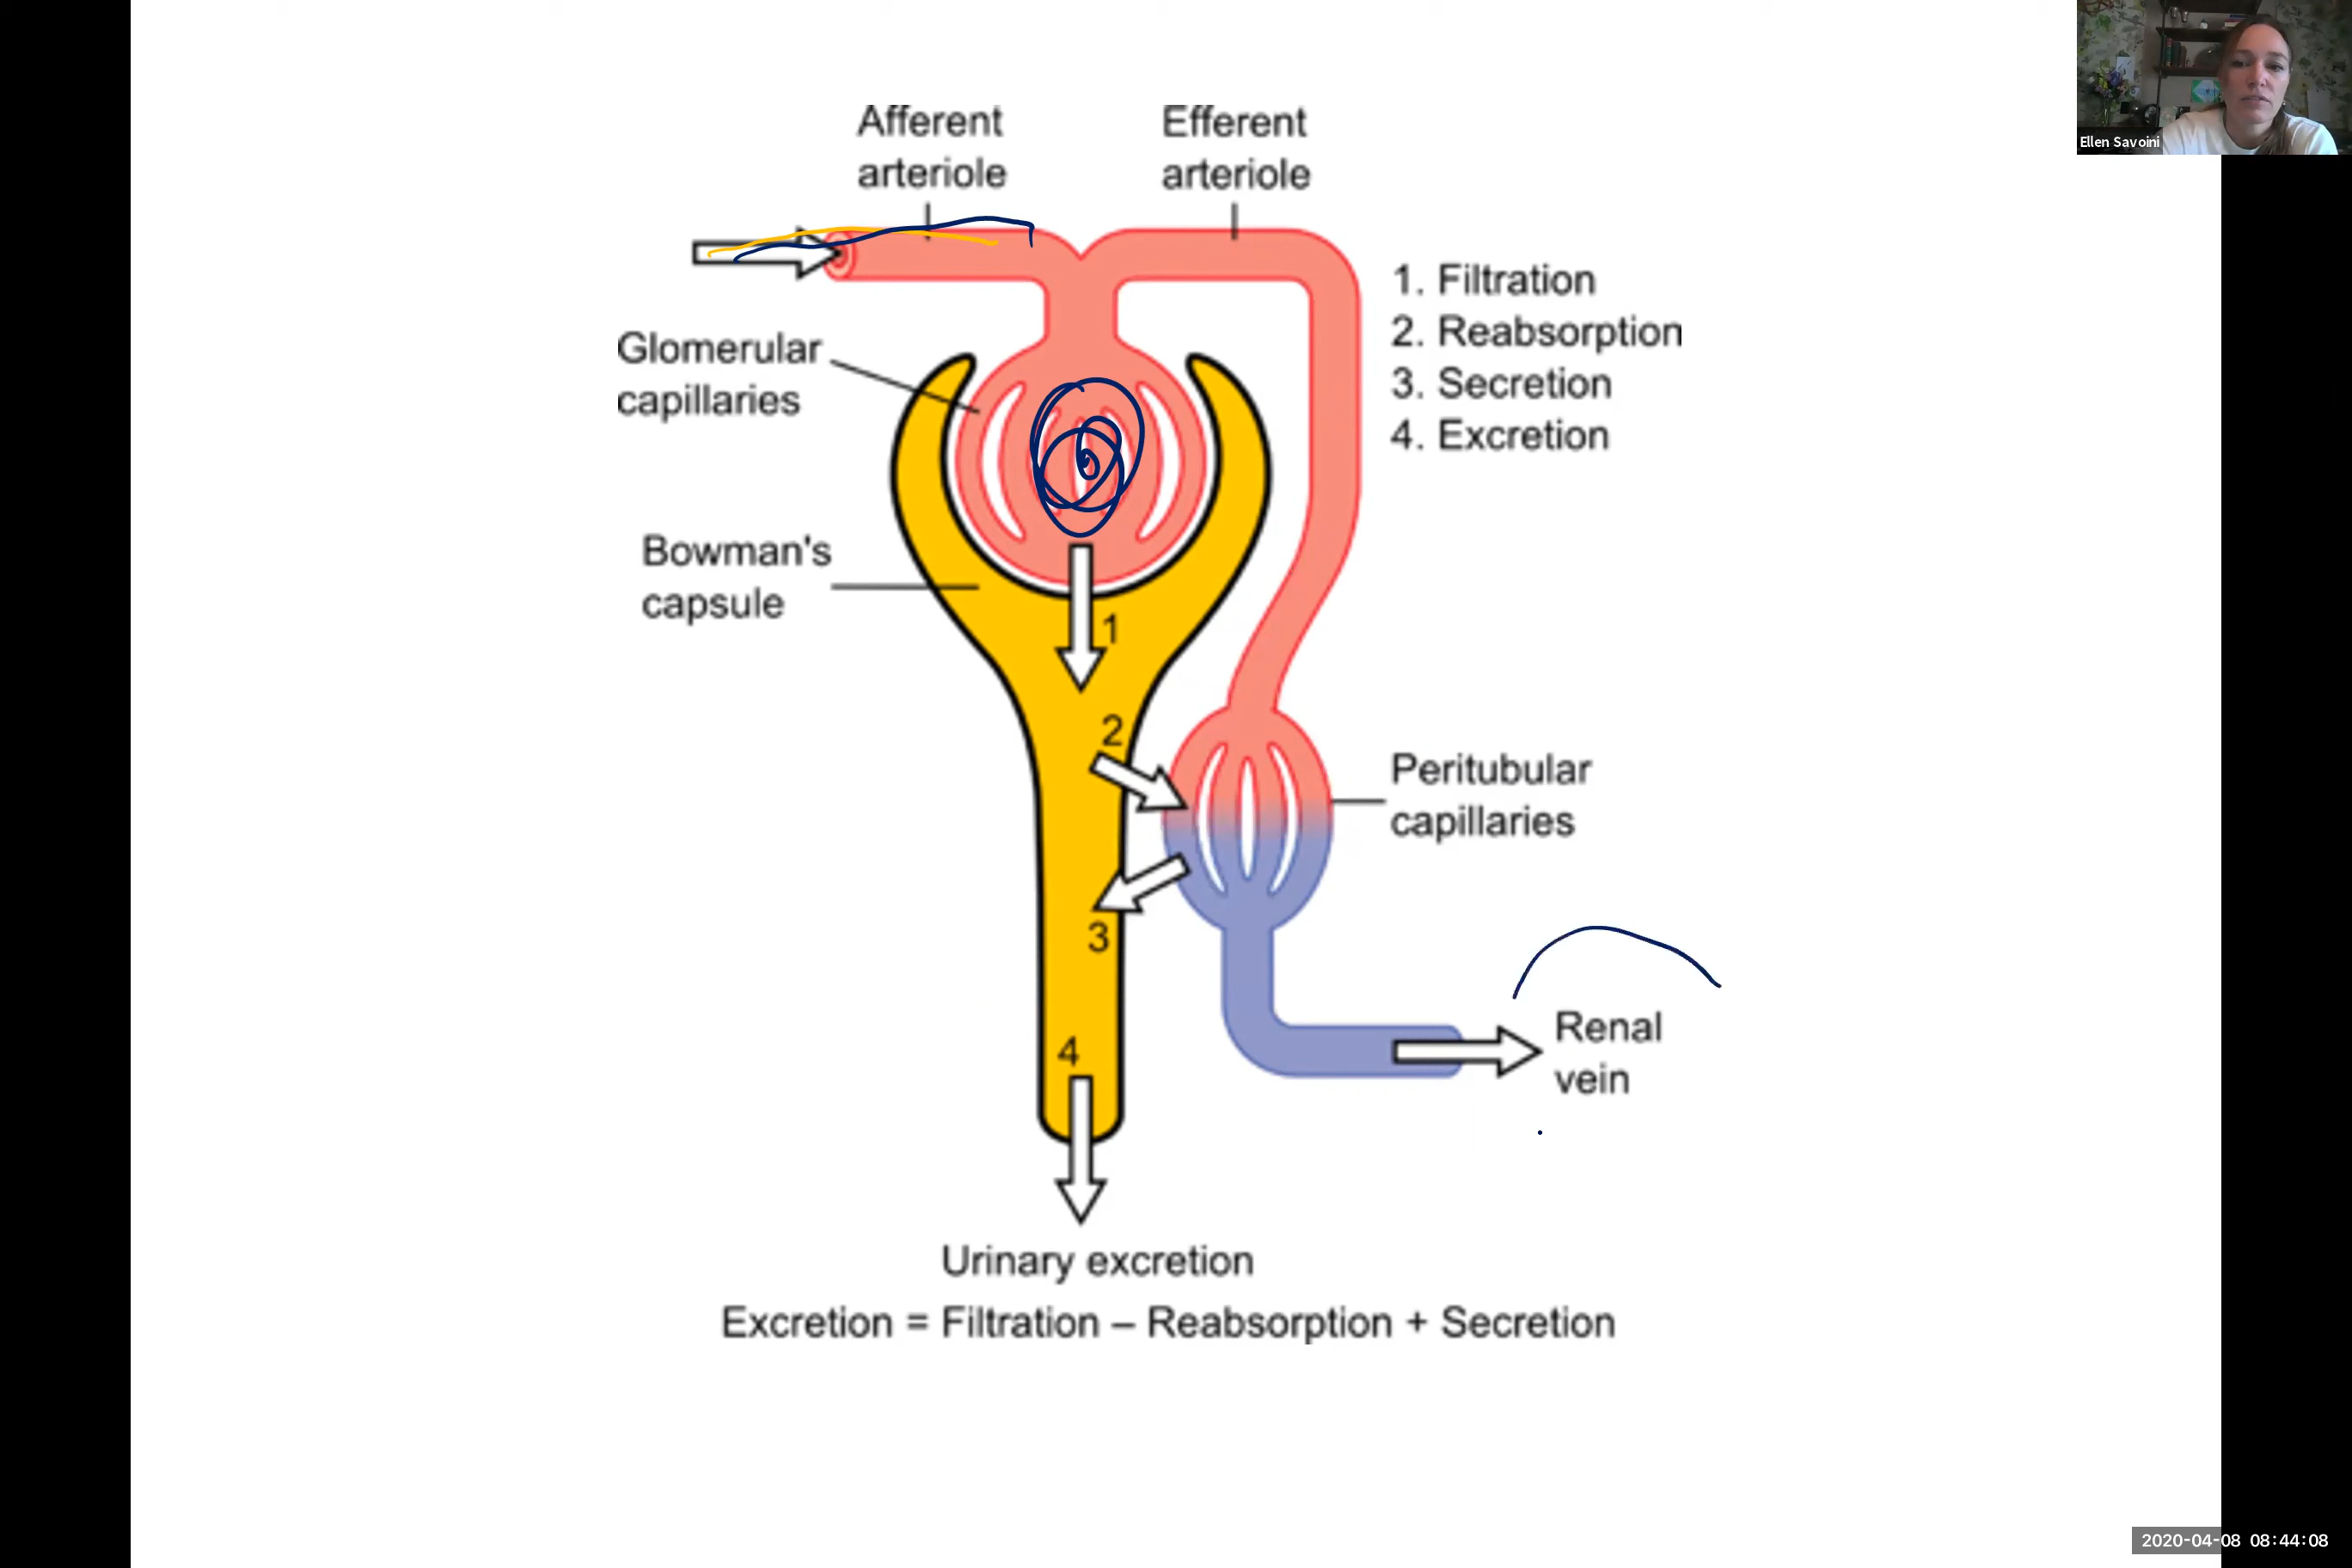 Ellen Savoini
Afferent
arteriole
Efferent
arteriole
Glomerular
capillaries
1. Filtration
2. Reabsorption
3. Secretion
4. Excretion
Bowman's
capsule
1
2
Peritubular
capillaries
3
4
Renal
vein
Urinary excretion
Excretion = Filtration – Reabsorption + Secretion
2020-04-08 08:44:08